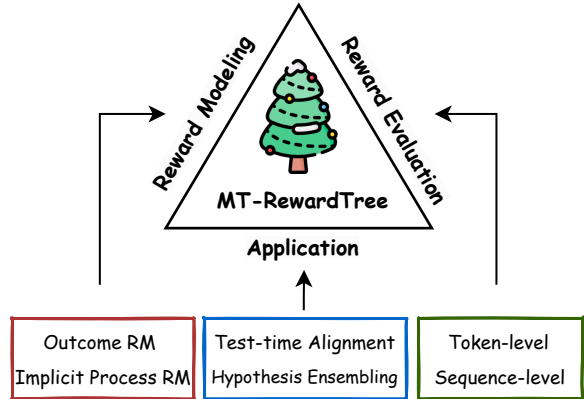 Reward Modeling
Reward Evaluation
MT-RewardTree
Application
Outcome RM
Implicit Process RM
Test-time Alignment
Hypothesis Ensembling
Token-level
Sequence-level